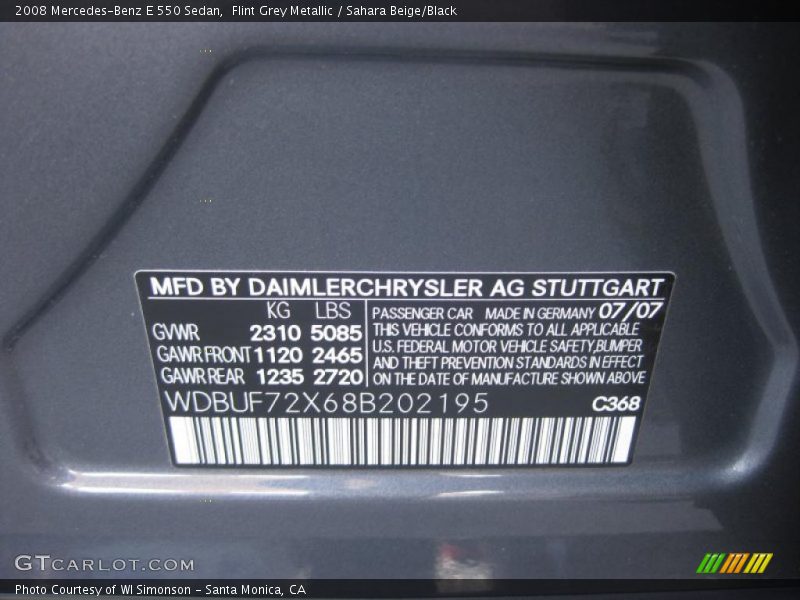 2008 Mercedes-Benz E 550 Sedan,  Flint Grey Metallic / Sahara Beige/Black
MFD BY DAIMLERCHRYSLER AG STUTTGART
KG LBS
GVWR 2310 5085
GAWR FRONT 1120 2465
GAWR REAR 1235 2720
PASSENGER CAR MADE IN GERMANY 07/07
THIS VEHICLE CONFORMS TO ALL APPLICABLE
U.S. FEDERAL MOTOR VEHICLE SAFETY, BUMPER
AND THEFT PREVENTION STANDARDS IN EFFECT
ON THE DATE OF MANUFACTURE SHOWN ABOVE
WDBUF72X68B202195 C368
GTCARLOT.COM
Photo Courtesy of WI Simonson – Santa Monica, CA